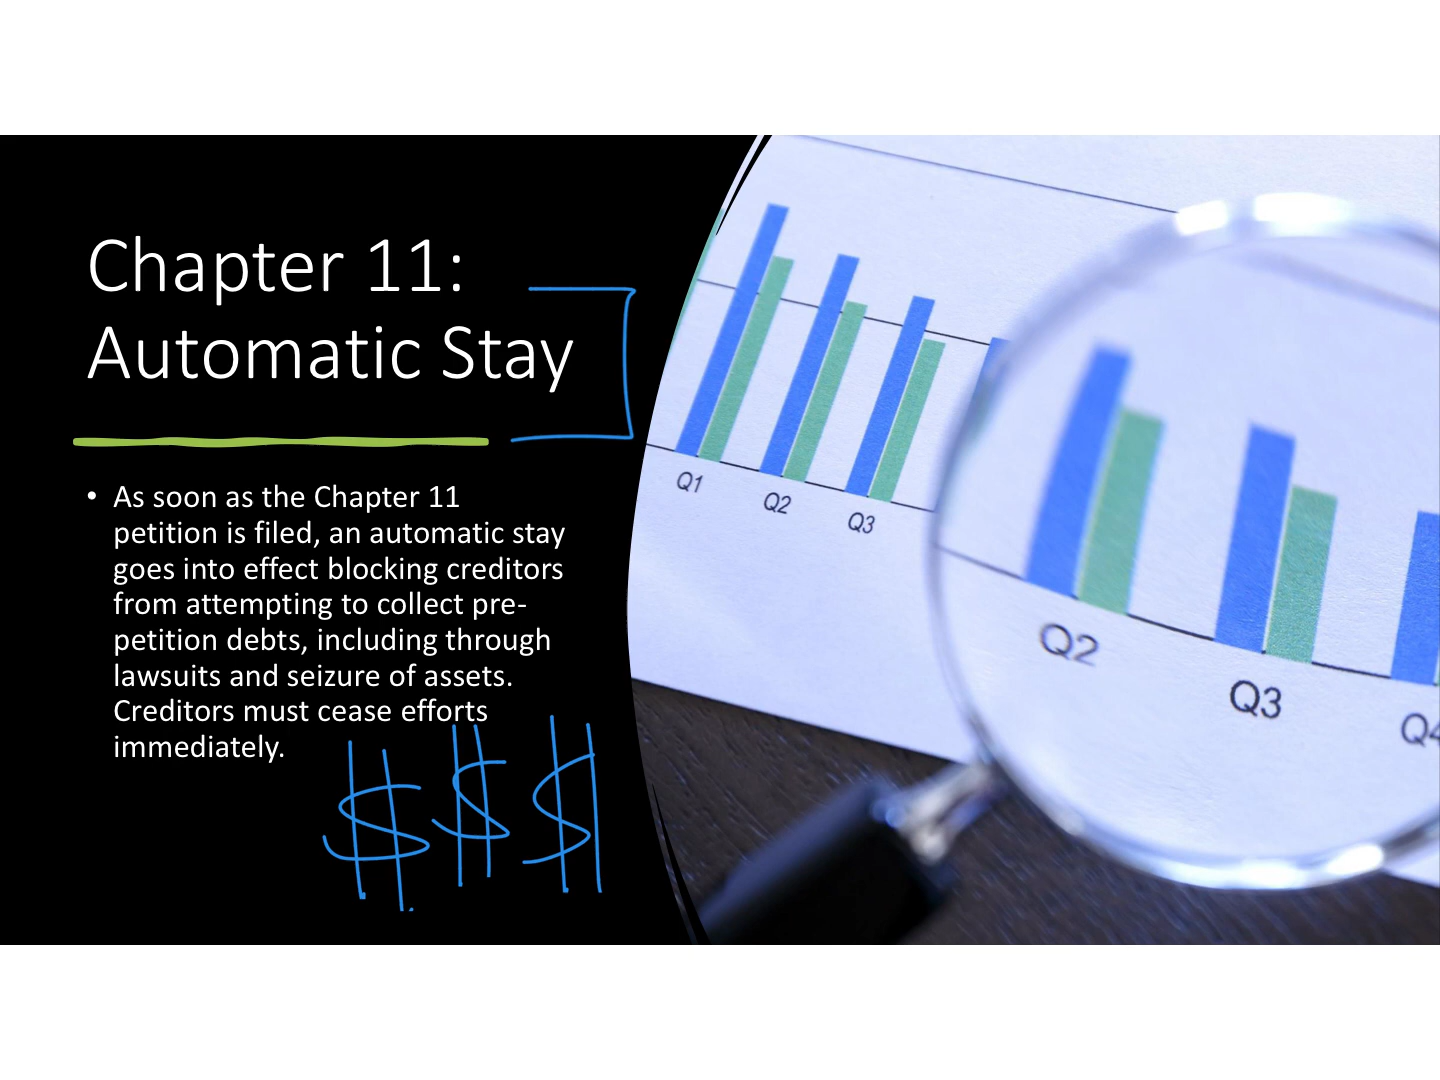 Chapter 11:
Automatic Stay
• As soon as the Chapter 11
petition is filed, an automatic stay
goes into effect blocking creditors
from attempting to collect pre-
petition debts, including through
lawsuits and seizure of assets.
Creditors must cease efforts
immediately.
$ $ $
Q1
Q2
Q3
Q2
Q3
Q4